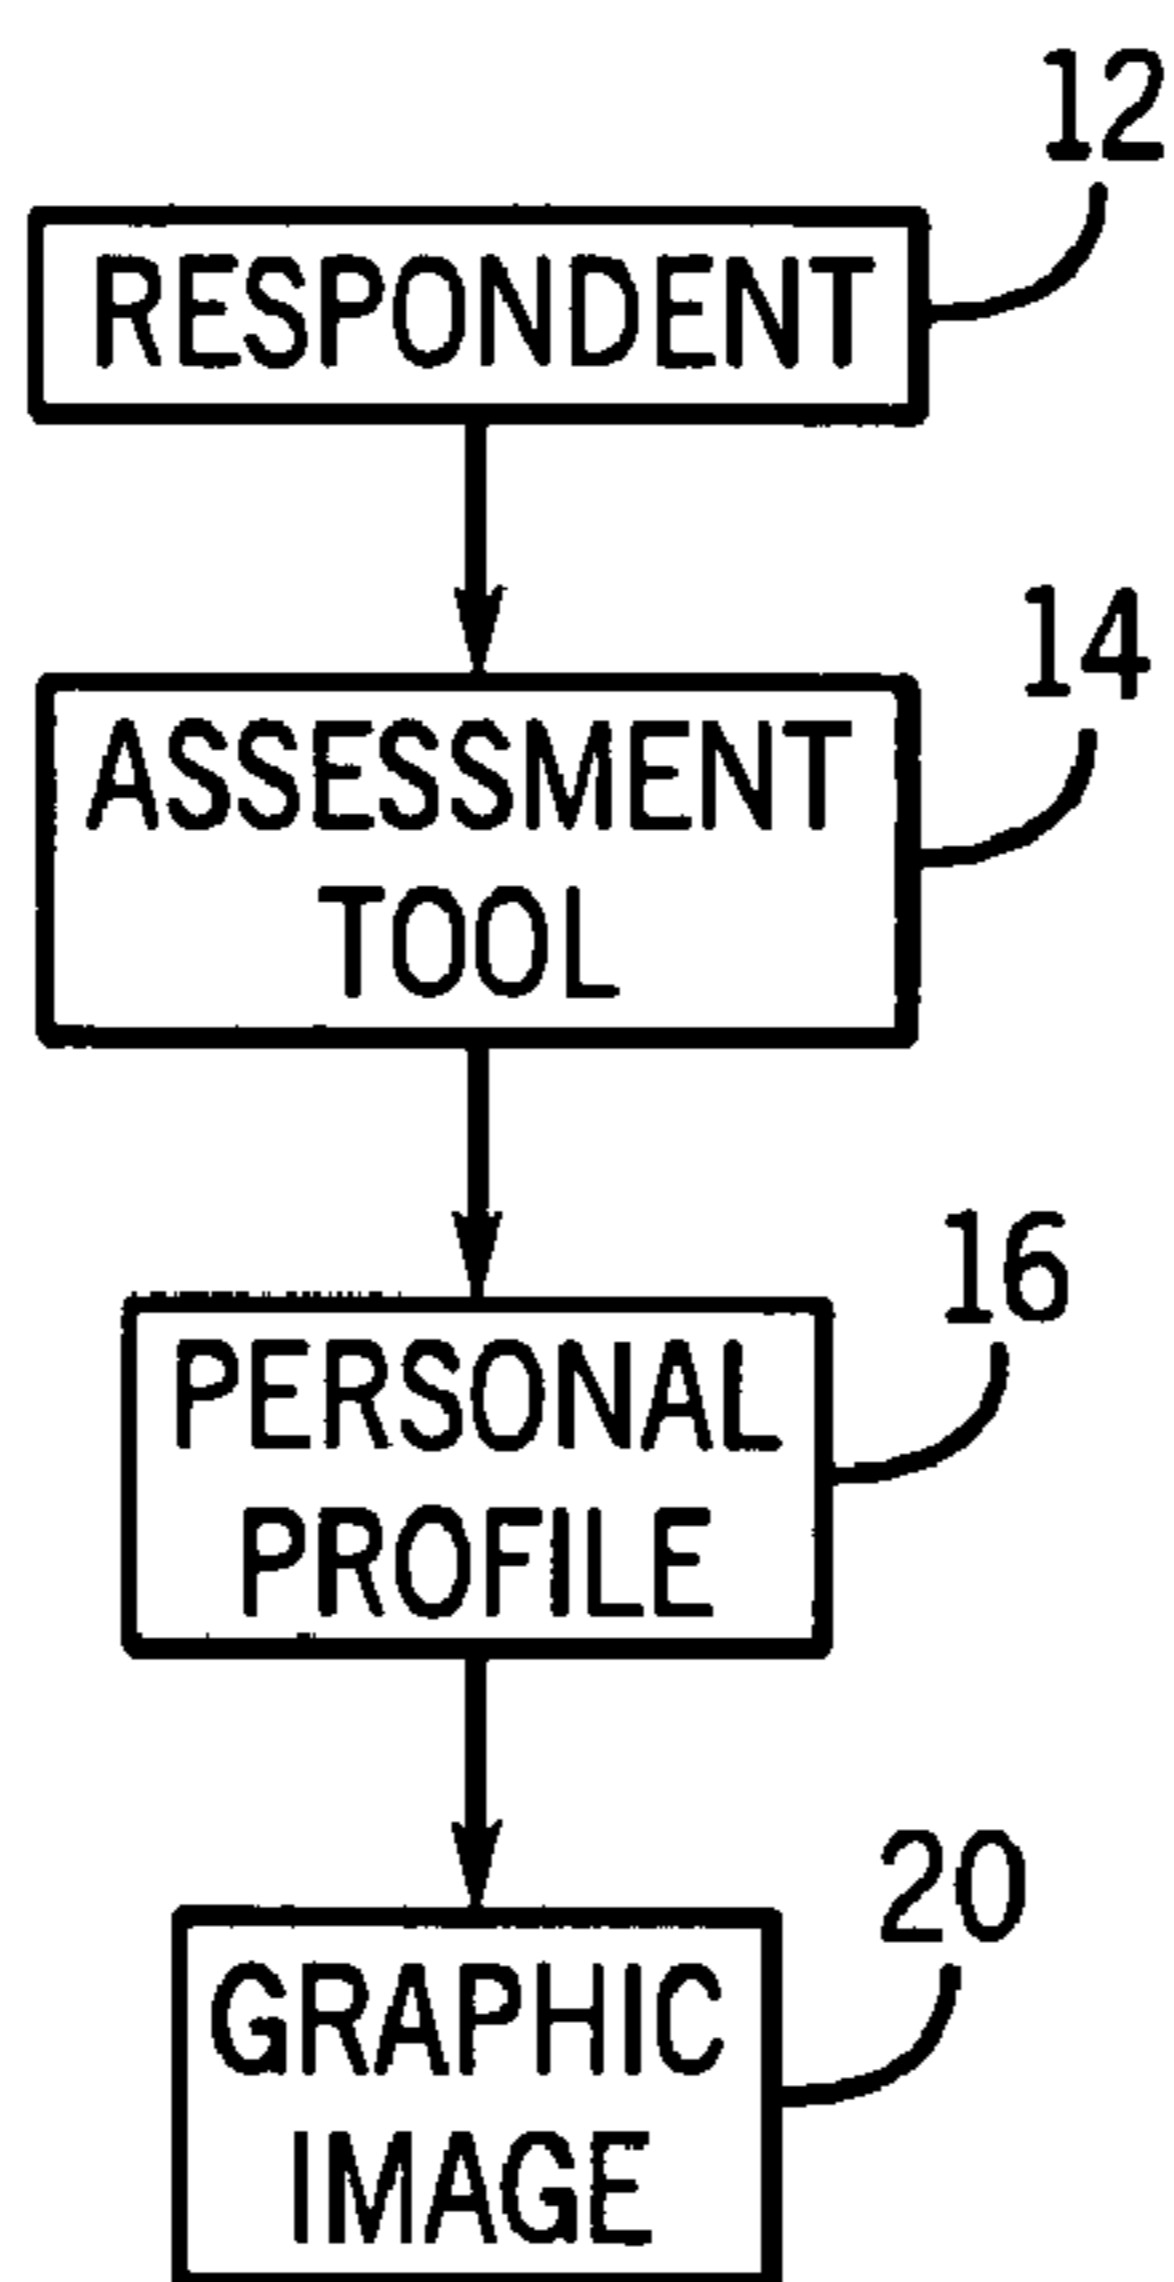 12
RESPONDENT
14
ASSESSMENT
TOOL
16
PERSONAL
PROFILE
20
GRAPHIC
IMAGE